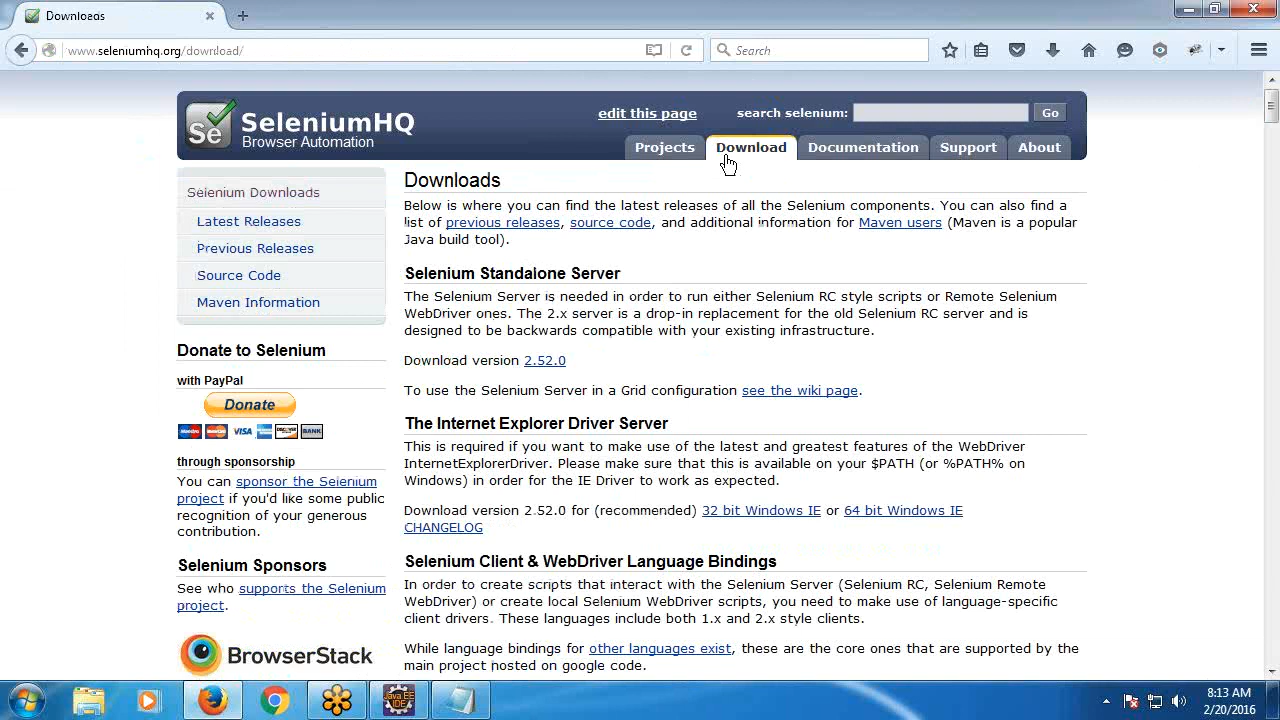 Downloads
www.seleniumhq.org/download/
Search
SeleniumHQ
Browser Automation
edit this page
search selenium:
Go
Projects
Download
Documentation
Support
About
Selenium Downloads
Latest Releases
Previous Releases
Source Code
Maven Information
Donate to Selenium
with PayPal
Donate
VISA
BANK
through sponsorship
You can sponsor the Selenium
project if you'd like some public
recognition of your generous
contribution.
Selenium Sponsors
See who supports the Selenium
project.
BrowserStack
Downloads
Below is where you can find the latest releases of all the Selenium components. You can also find a
list of previous releases, source code, and additional information for Maven users (Maven is a popular
Java build tool).
Selenium Standalone Server
The Selenium Server is needed in order to run either Selenium RC style scripts or Remote Selenium
WebDriver ones. The 2.x server is a drop-in replacement for the old Selenium RC server and is
designed to be backwards compatible with your existing infrastructure.
Download version 2.52.0
To use the Selenium Server in a Grid configuration see the wiki page.
The Internet Explorer Driver Server
This is required if you want to make use of the latest and greatest features of the WebDriver
InternetExplorerDriver. Please make sure that this is available on your $PATH (or %PATH% on
Windows) in order for the IE Driver to work as expected.
Download version 2.52.0 for (recommended) 32 bit Windows IE or 64 bit Windows IE
CHANGELOG
Selenium Client & WebDriver Language Bindings
In order to create scripts that interact with the Selenium Server (Selenium RC, Selenium Remote
WebDriver) or create local Selenium WebDriver scripts, you need to make use of language-specific
client drivers. These languages include both 1.x and 2.x style clients.
While language bindings for other languages exist, these are the core ones that are supported by the
main project hosted on google code.
Se
Java EE
IDE
8:13 AM
2/20/2016